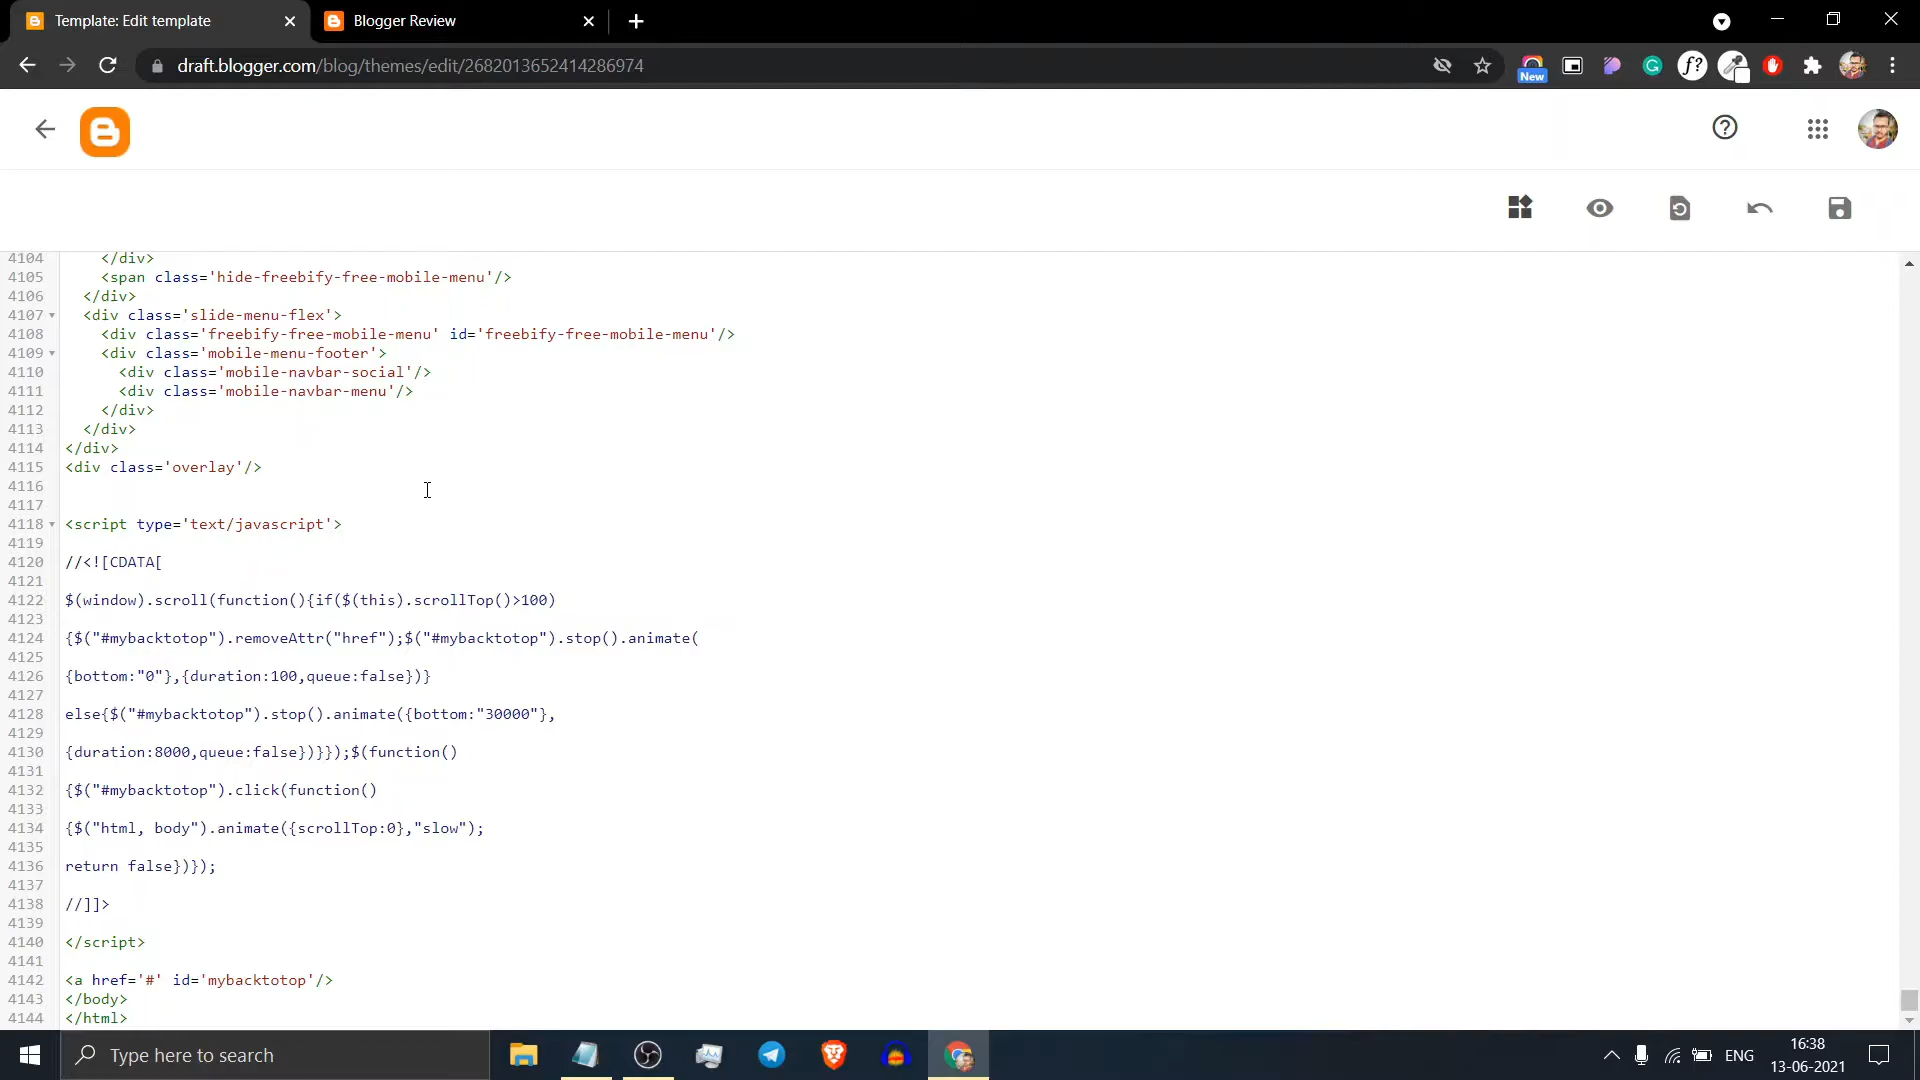 Template: Edit template
Blogger Review
draft.blogger.com/blog/themes/edit/2682013652414286974
New
f?
4104 </div>
4105 <span class='hide-freebify-free-mobile-menu'/>
4106 </div>
4107 <div class='slide-menu-flex'>
4108 <div class='freebify-free-mobile-menu' id='freebify-free-mobile-menu'/>
4109 <div class='mobile-menu-footer'>
4110 <div class='mobile-navbar-social'/>
4111 <div class='mobile-navbar-menu'/>
4112 </div>
4113 </div>
4114 </div>
4115 <div class='overlay'/>
4116
4117
4118 <script type='text/javascript'>
4119
4120 //<![CDATA[
4121
4122 $(window).scroll(function(){if($(this).scrollTop()>100)
4123
4124 {$("#mybacktotop").removeAttr("href");$("#mybacktotop").stop().animate(
4125
4126 {bottom:"0"},{duration:100,queue:false})}
4127
4128 else{$("#mybacktotop").stop().animate({bottom:"30000"},
4129
4130 {duration:8000,queue:false})}});$(function()
4131
4132 {$("#mybacktotop").click(function()
4133
4134 {$("html, body").animate({scrollTop:0},"slow");
4135
4136 return false})});
4137
4138 //]]>
4139
4140 </script>
4141
4142 <a href='#' id='mybacktotop'/>
4143 </body>
4144 </html>
Type here to search
ENG
16:38
13-06-2021